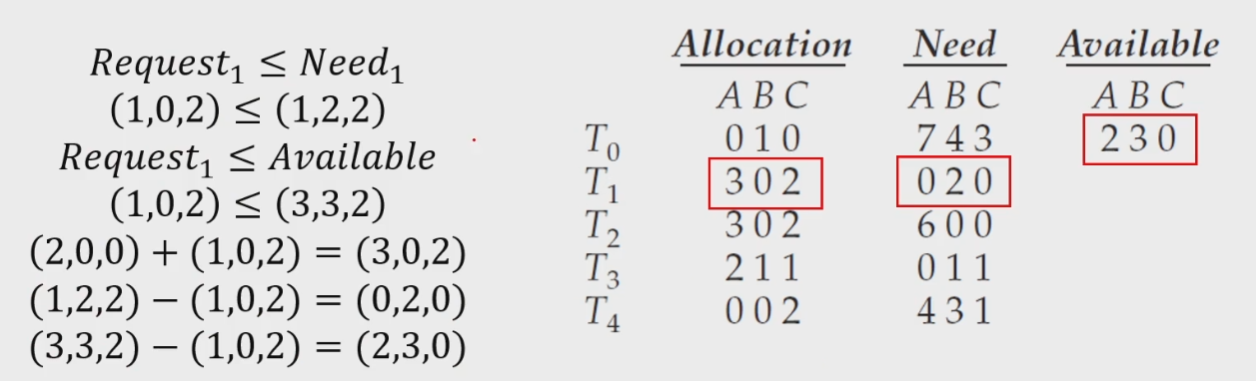 Request₁ ≤ Need₁
(1,0,2) ≤ (1,2,2)
Request₁ ≤ Available
(1,0,2) ≤ (3,3,2)
(2,0,0) + (1,0,2) = (3,0,2)
(1,2,2) − (1,0,2) = (0,2,0)
(3,3,2) − (1,0,2) = (2,3,0)
Allocation Need Available
A B C A B C A B C
T₀ 0 1 0 7 4 3 2 3 0
T₁ 3 0 2 0 2 0
T₂ 3 0 2 6 0 0
T₃ 2 1 1 0 1 1
T₄ 0 0 2 4 3 1